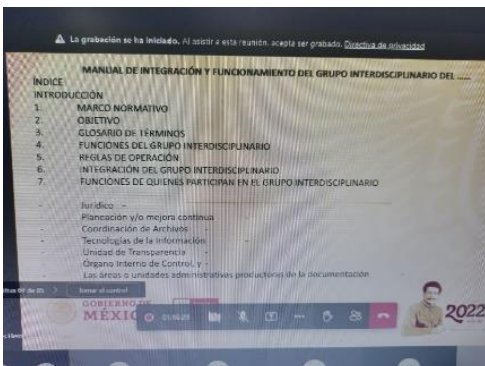 La grabación se ha iniciado. Al asistir a esta reunión, acepta ser grabado. Directiva de privacidad
MANUAL DE INTEGRACIÓN Y FUNCIONAMIENTO DEL GRUPO INTERDISCIPLINARIO DEL ......
ÍNDICE
INTRODUCCIÓN
1. MARCO NORMATIVO
2. OBJETIVO
3. GLOSARIO DE TÉRMINOS
4. FUNCIONES DEL GRUPO INTERDISCIPLINARIO
5. REGLAS DE OPERACIÓN
6. INTEGRACIÓN DEL GRUPO INTERDISCIPLINARIO
7. FUNCIONES DE QUIENES PARTICIPAN EN EL GRUPO INTERDISCIPLINARIO
- Jurídico
- Planeación y/o mejora continua
- Coordinación de Archivos
- Tecnologías de la Información
- Unidad de Transparencia
- Órgano Interno de Control, y
- Las áreas o unidades administrativas productoras de la documentación
Tomar el control
GOBIERNO DE
MÉXICO
2022